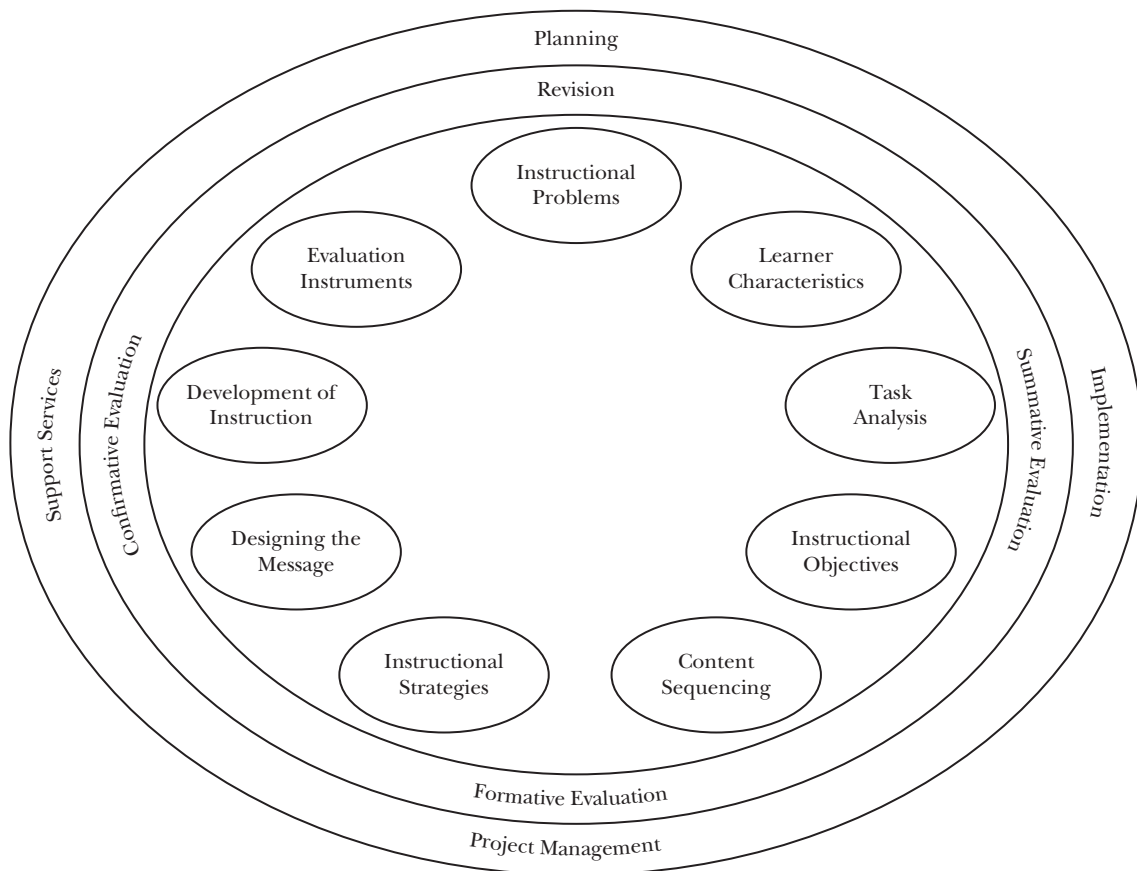 Planning
Revision
Instructional
Problems
Evaluation
Instruments
Learner
Characteristics
Support Services
Confirmative Evaluation
Development of
Instruction
Task
Analysis
Summative Evaluation
Implementation
Designing the
Message
Instructional
Objectives
Instructional
Strategies
Content
Sequencing
Formative Evaluation
Project Management